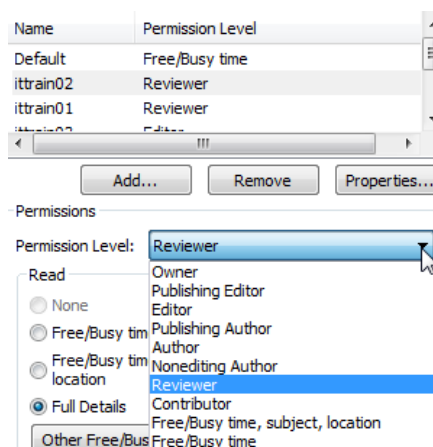 Name Permission Level
Default Free/Busy time
ittrain02 Reviewer
ittrain01 Reviewer
Add... Remove Properties...
Permissions
Permission Level: Reviewer
Owner
Read
Publishing Editor
None
Editor
Publishing Author
Free/Busy tim
Author
Free/Busy tim
location
Nonediting Author
Reviewer
Full Details
Contributor
Free/Busy time, subject, location
Other Free/Bus
Free/Busy time